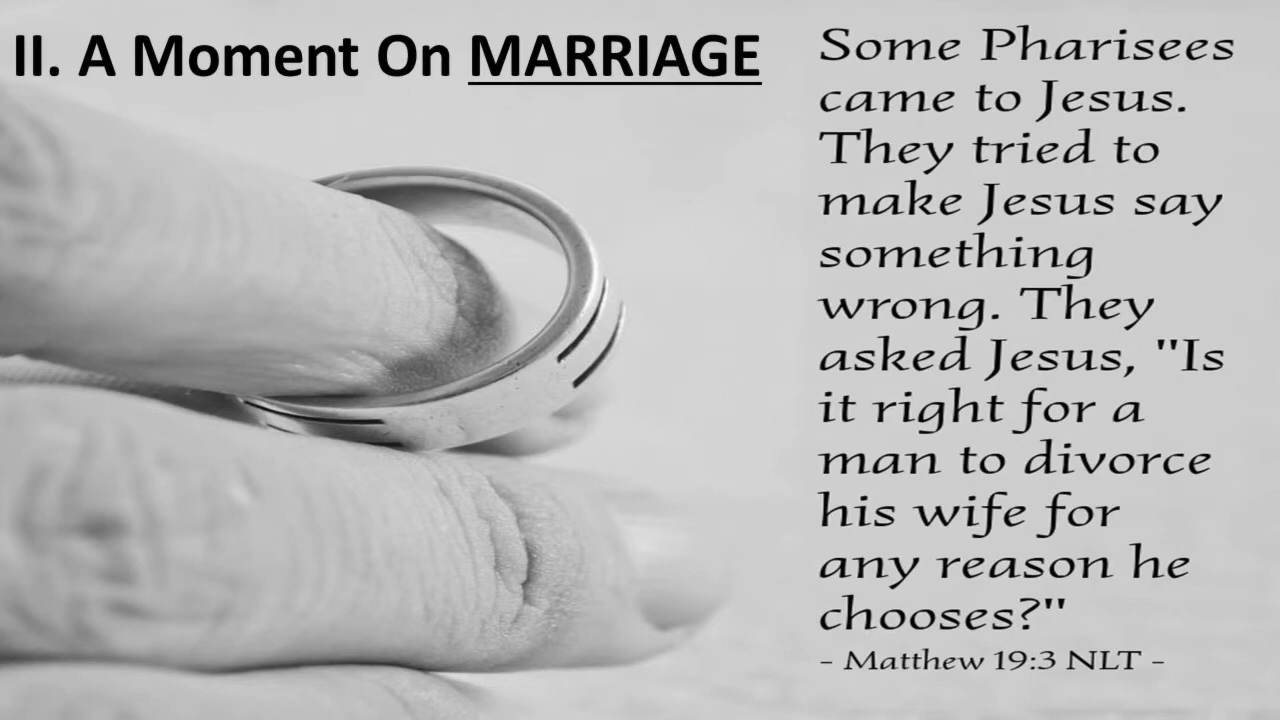 II. A Moment On MARRIAGE
Some Pharisees
came to Jesus.
They tried to
make Jesus say
something
wrong. They
asked Jesus, "Is
it right for a
man to divorce
his wife for
any reason he
chooses?"
- Matthew 19:3 NLT -